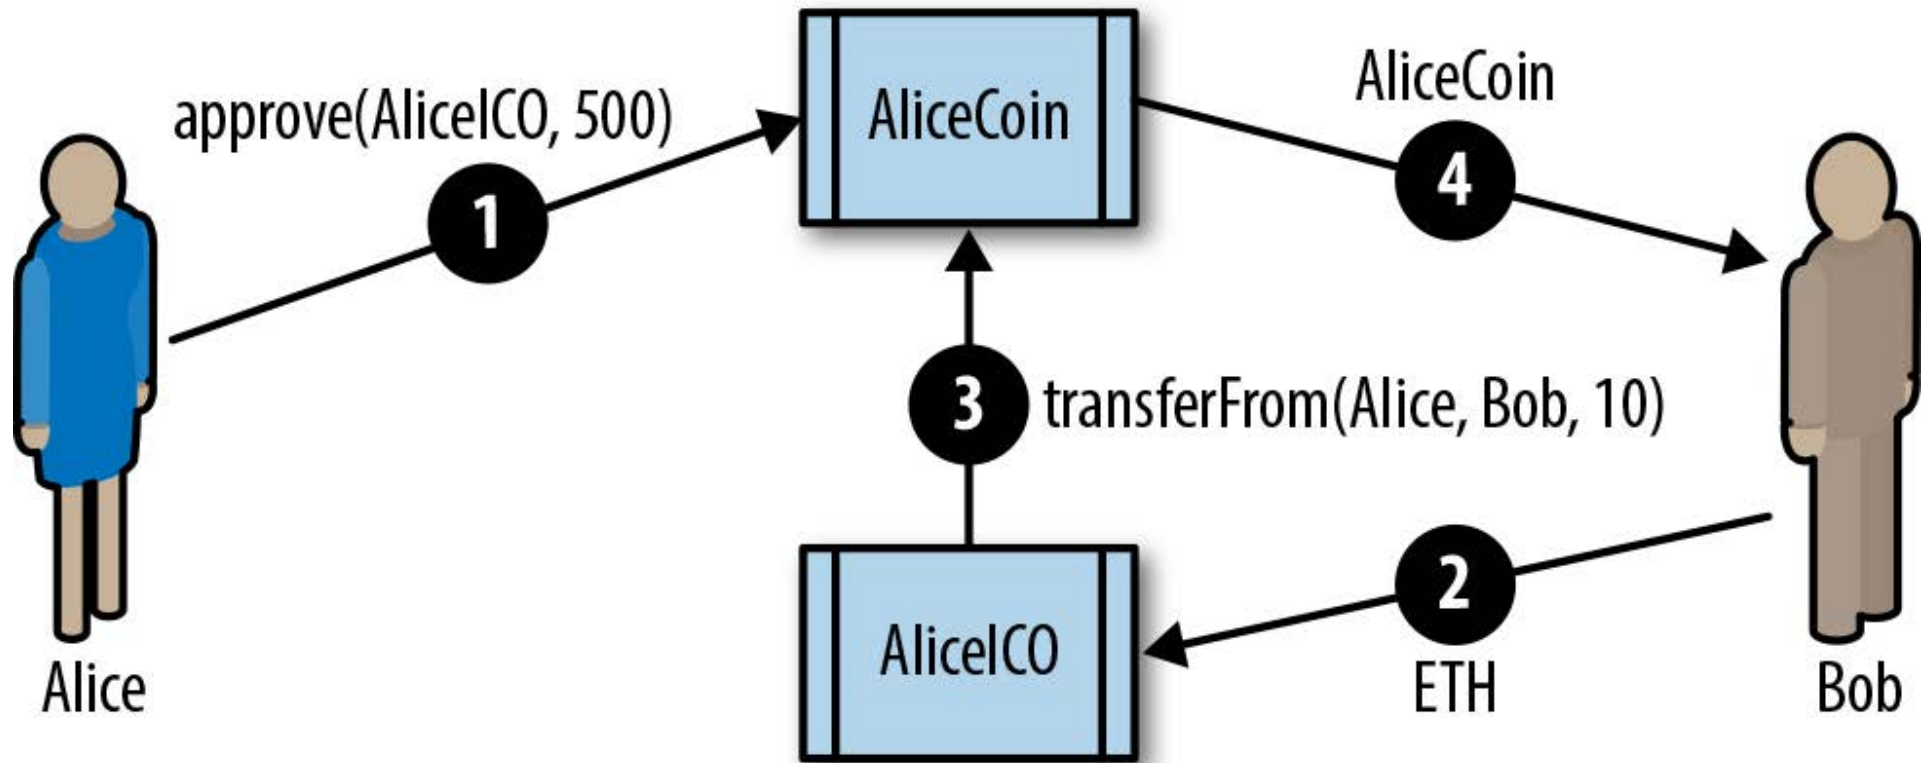 approve(AliceICO, 500)
1
AliceCoin
AliceCoin
4
3
transferFrom(Alice, Bob, 10)
AliceICO
2
ETH
Alice
Bob